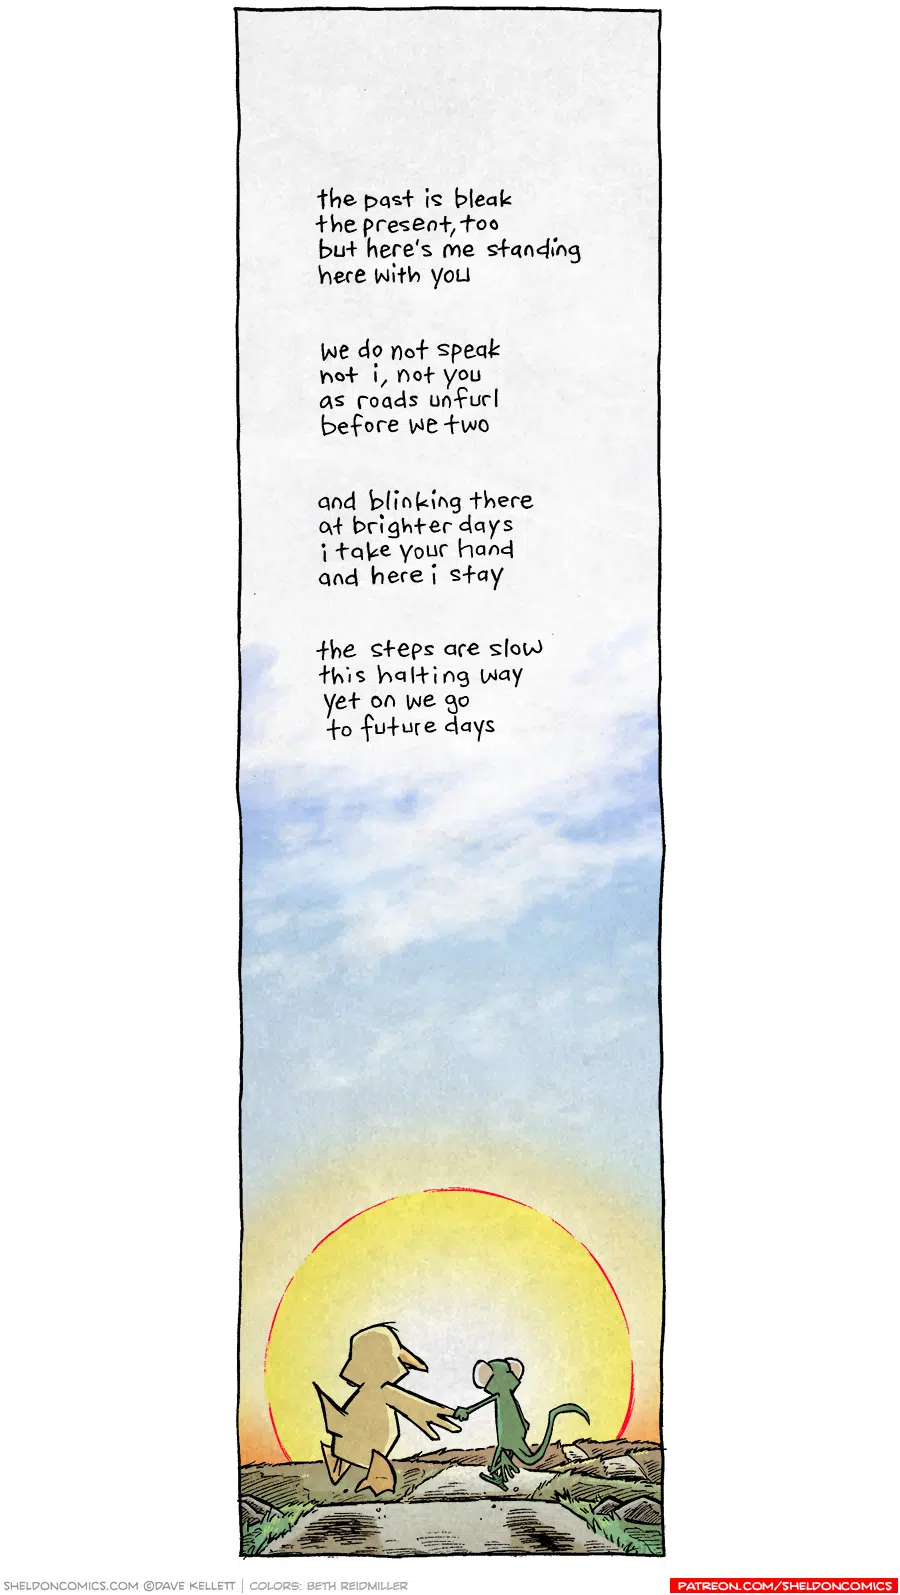 the past is bleak
the present, too
but here's me standing
here with you
we do not speak
not i, not you
as roads unfurl
before we two
and blinking there
at brighter days
i take your hand
and here i stay
the steps are slow
this halting way
yet on we go
to future days
SHELDONCOMICS.COM ©DAVE KELLETT | COLORS: BETH REIDMILLER
PATREON.COM/SHELDONCOMICS